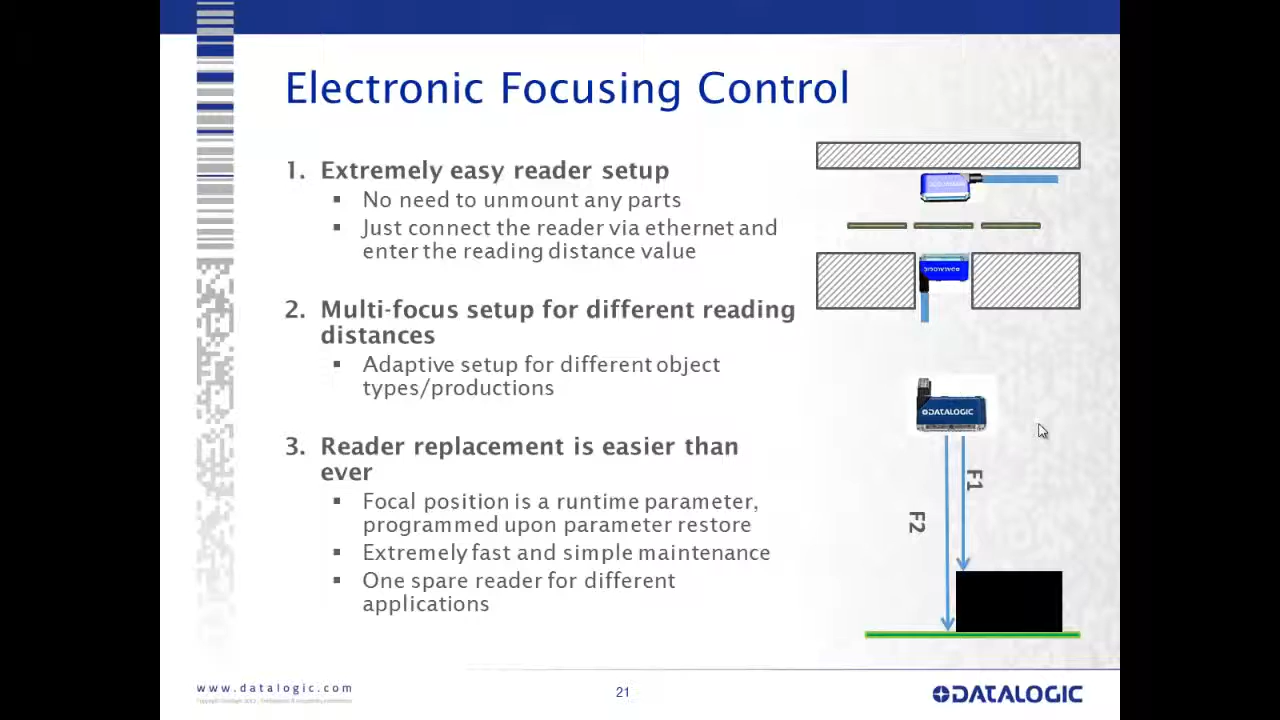 Electronic Focusing Control
1. Extremely easy reader setup
▪ No need to unmount any parts
▪ Just connect the reader via ethernet and
enter the reading distance value
2. Multi-focus setup for different reading
distances
▪ Adaptive setup for different object
types/productions
3. Reader replacement is easier than
ever
▪ Focal position is a runtime parameter,
programmed upon parameter restore
▪ Extremely fast and simple maintenance
▪ One spare reader for different
applications
DATALOGIC
F1
F2
www.datalogic.com
21
DATALOGIC